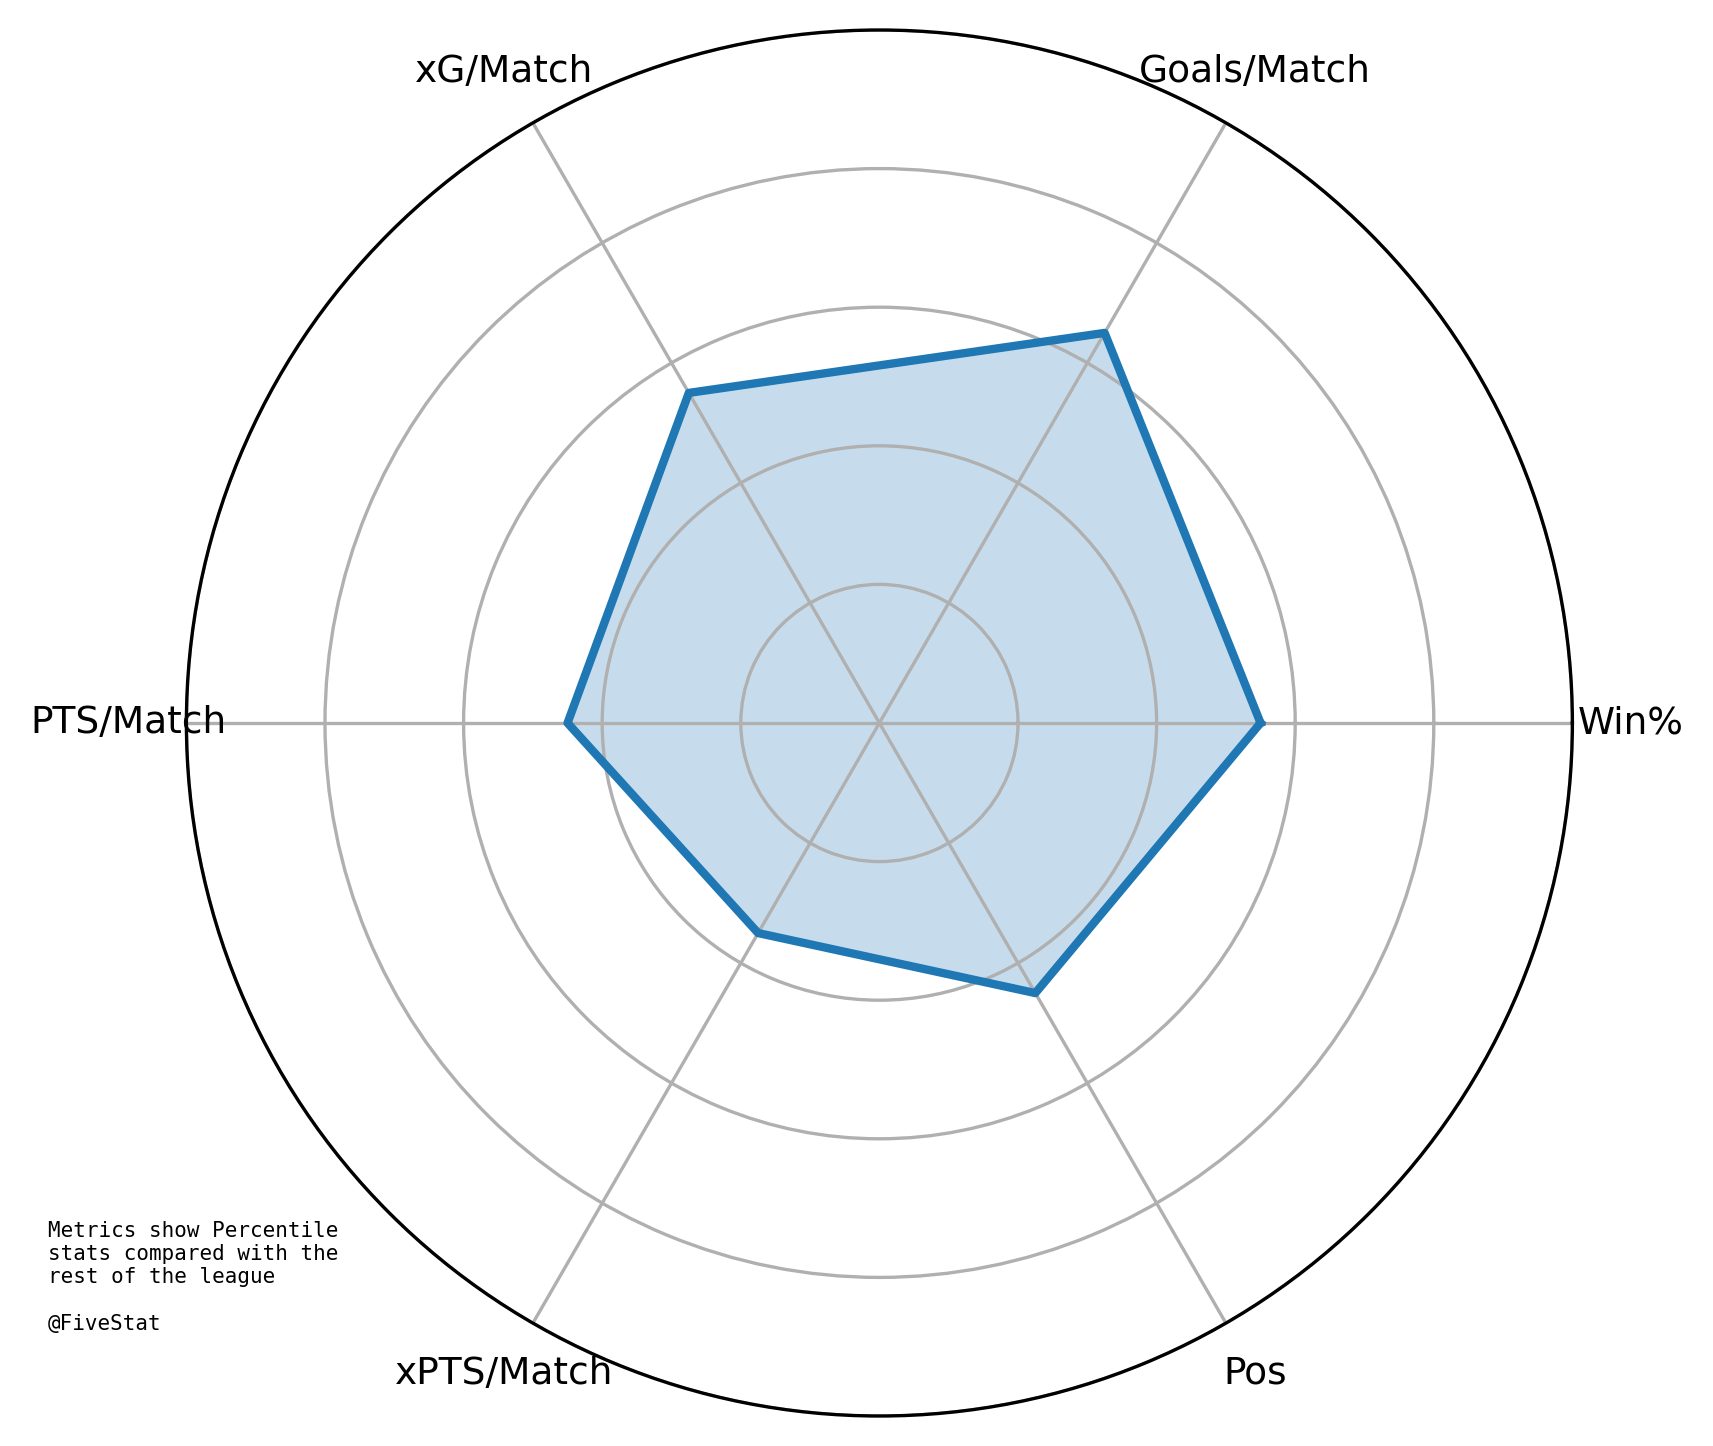 xG/Match
Goals/Match
PTS/Match
Win%
Metrics show Percentile
stats compared with the
rest of the league
@FiveStat
xPTS/Match
Pos